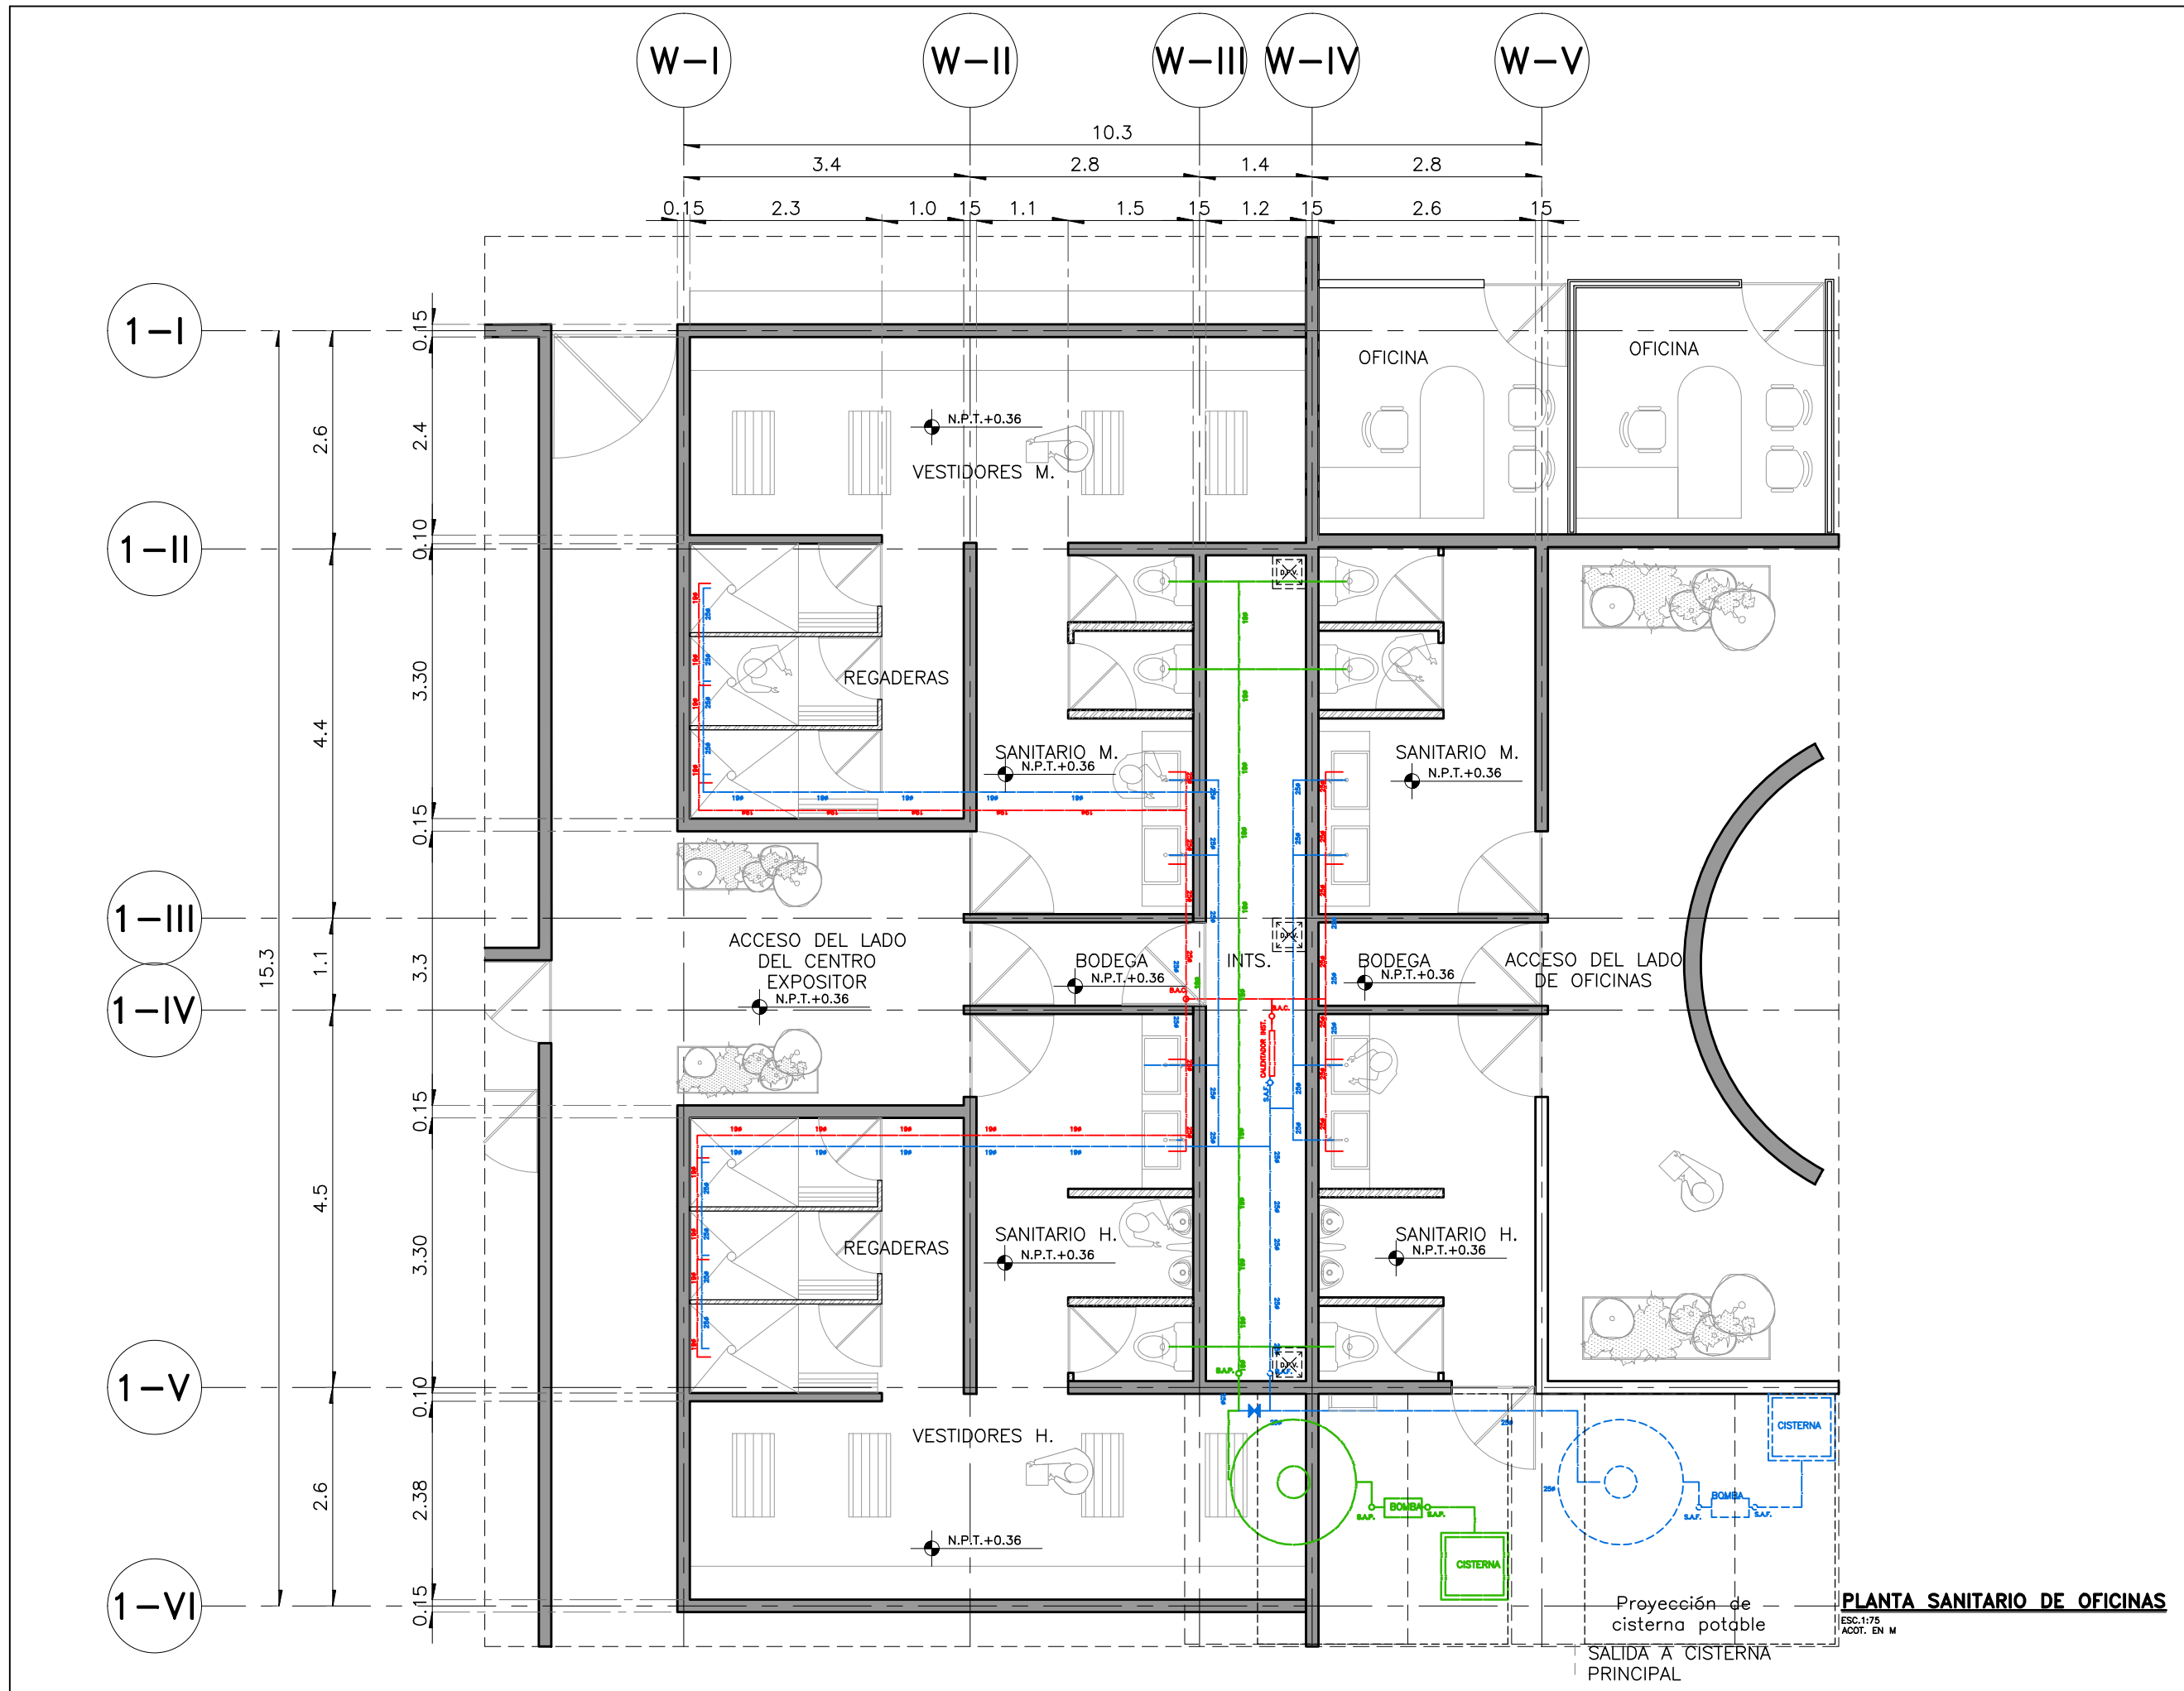 W-I
W-II
W-III
W-IV
W-V
10.3
3.4
2.8
1.4
2.8
0.15
2.3
1.0
15
1.1
1.5
15
1.2
15
2.6
15
1-I
1-II
1-III
1-IV
1-V
1-VI
15.3
2.6
4.4
1.1
4.5
2.6
0.15
2.4
0.10
3.30
0.15
3.3
0.15
3.30
0.10
2.38
0.15
OFICINA
OFICINA
N.P.T.+0.36
VESTIDORES M.
D.P.V.
REGADERAS
SANITARIO M.
N.P.T.+0.36
SANITARIO M.
N.P.T.+0.36
ACCESO DEL LADO
DEL CENTRO
EXPOSITOR
N.P.T.+0.36
BODEGA
N.P.T.+0.36
INTS.
D.P.V.
BODEGA
N.P.T.+0.36
ACCESO DEL LADO
DE OFICINAS
B.A.C.
B.A.C.
CALENTADOR INST.
S.A.F.
REGADERAS
SANITARIO H.
N.P.T.+0.36
SANITARIO H.
N.P.T.+0.36
D.P.V.
S.A.P.
S.A.F.
VESTIDORES H.
N.P.T.+0.36
BOMBA
S.A.P.
S.A.P.
CISTERNA
CISTERNA
BOMBA
S.A.F.
S.A.F.
Proyección de
cisterna potable
SALIDA A CISTERNA
PRINCIPAL
PLANTA SANITARIO DE OFICINAS
ESC.1:75
ACOT. EN M